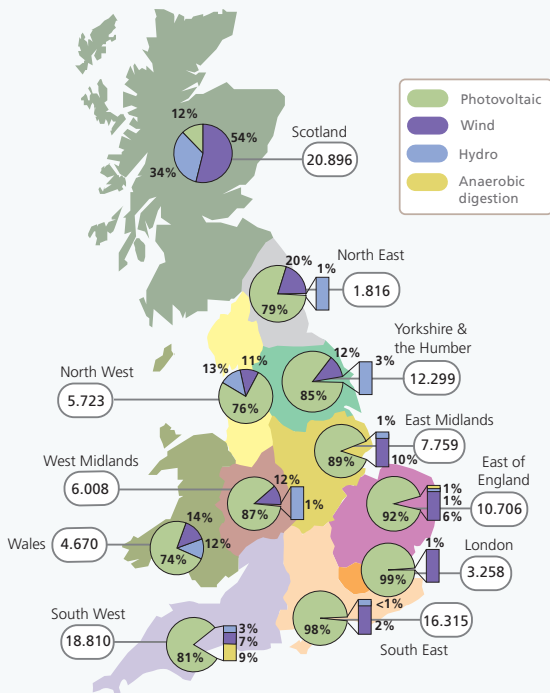 12%
54%
34%
Scotland
20.896
Photovoltaic
Wind
Hydro
Anaerobic
digestion
20%
1%
79%
North East
1.816
Yorkshire &
the Humber
12%
3%
85%
12.299
North West
5.723
13%
11%
76%
1%
East Midlands
7.759
89%
10%
West Midlands
6.008
12%
1%
87%
East of
England
10.706
1%
1%
6%
92%
Wales
4.670
14%
12%
74%
1%
London
3.258
99%
South West
18.810
3%
7%
9%
81%
<1%
2%
98%
16.315
South East